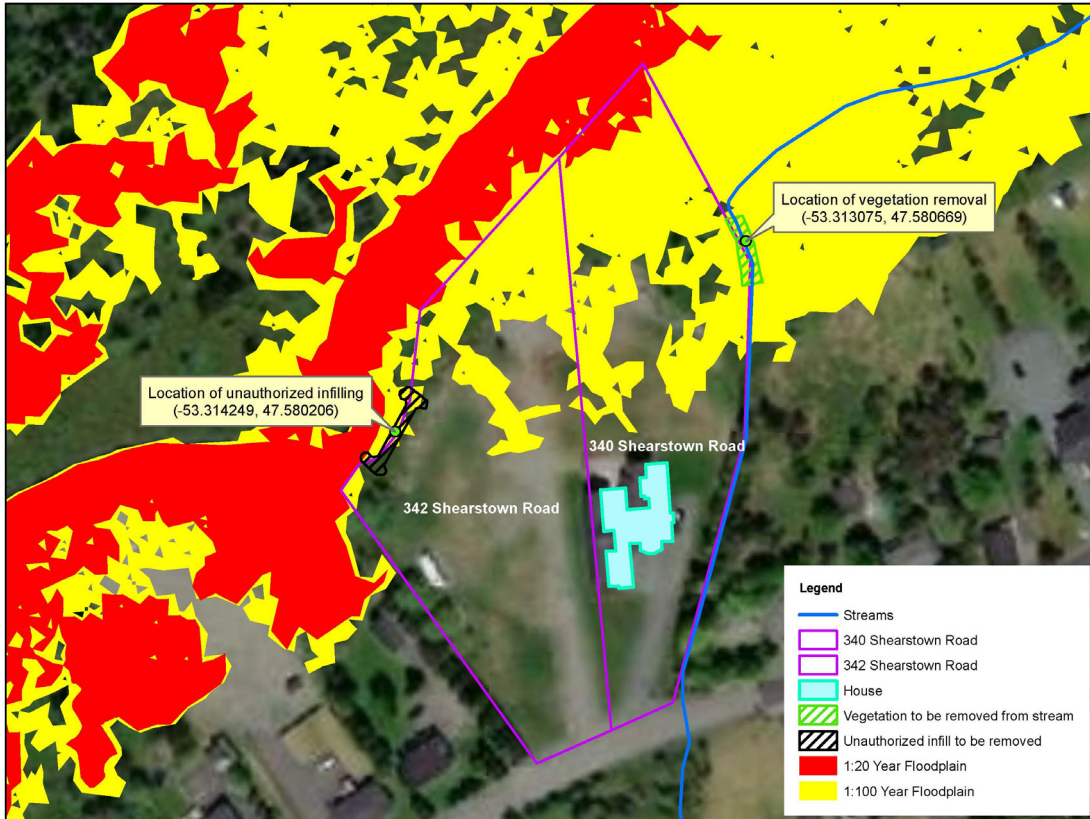 Location of vegetation removal
(-53.313075, 47.580669)
Location of unauthorized infilling
(-53.314249, 47.580206)
340 Shearstown Road
342 Shearstown Road
Legend
Streams
340 Shearstown Road
342 Shearstown Road
House
Vegetation to be removed from stream
Unauthorized infill to be removed
1:20 Year Floodplain
1:100 Year Floodplain